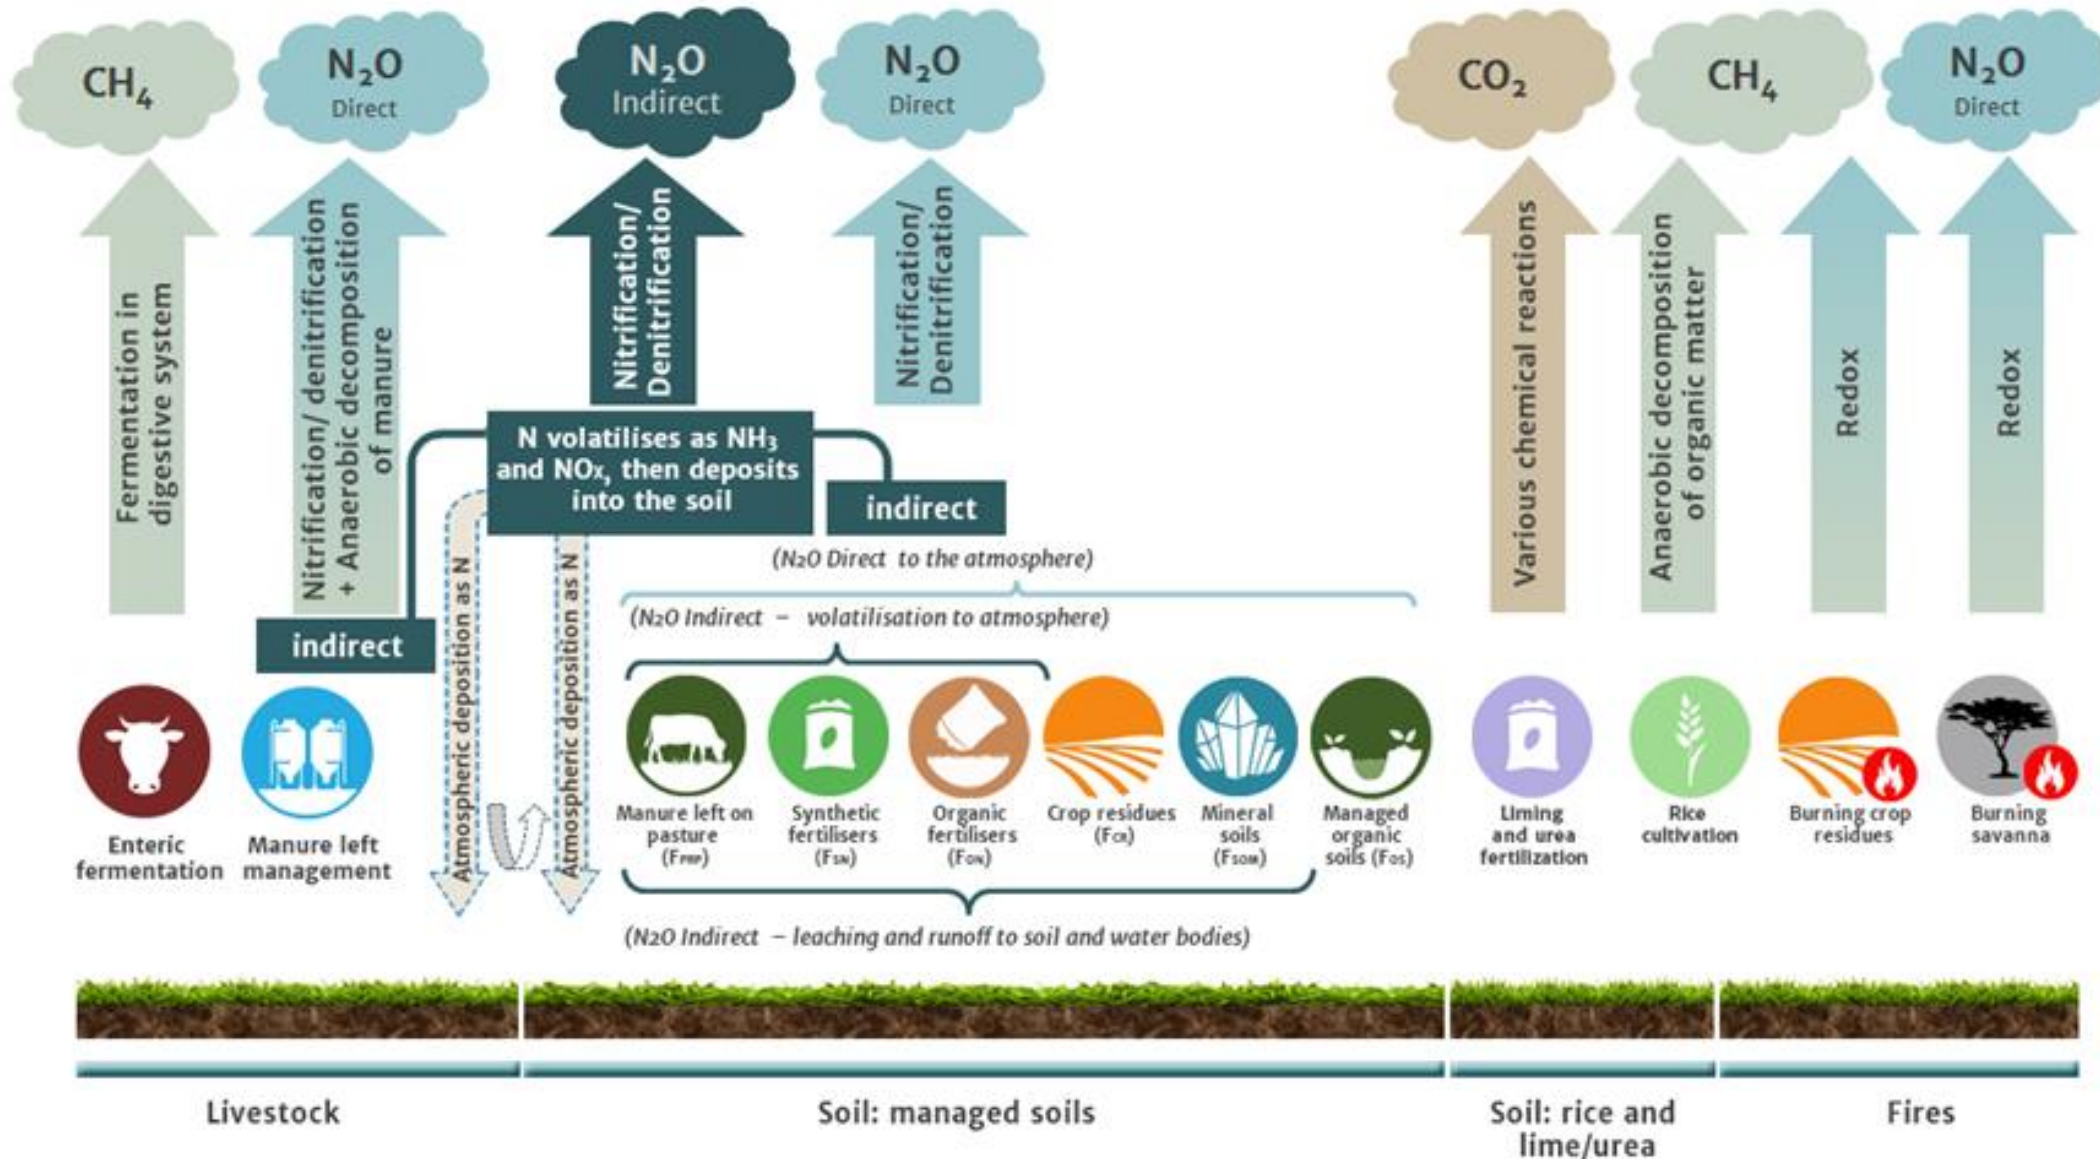 CH₄
N₂O
Direct
N₂O
Indirect
N₂O
Direct
CO₂
CH₄
N₂O
Direct
Fermentation in
digestive system
Nitrification/ denitrification
+ Anaerobic decomposition
of manure
Nitrification/
Denitrification
Nitrification/
Denitrification
Various chemical reactions
Anaerobic decomposition
of organic matter
Redox
Redox
N volatilises as NH₃
and NOx, then deposits
into the soil
indirect
indirect
Atmospheric deposition as N
Atmospheric deposition as N
(N₂O Direct to the atmosphere)
(N₂O Indirect – volatilisation to atmosphere)
Enteric
fermentation
Manure left
management
Manure left on
pasture
(FPRP)
Synthetic
fertilisers
(FSN)
Organic
fertilisers
(FON)
Crop residues
(FCR)
Mineral
soils
(FSOM)
Managed
organic
soils (FOS)
Liming
and urea
fertilization
Rice
cultivation
Burning crop
residues
Burning
savanna
(N₂O Indirect – leaching and runoff to soil and water bodies)
Livestock
Soil: managed soils
Soil: rice and
lime/urea
Fires